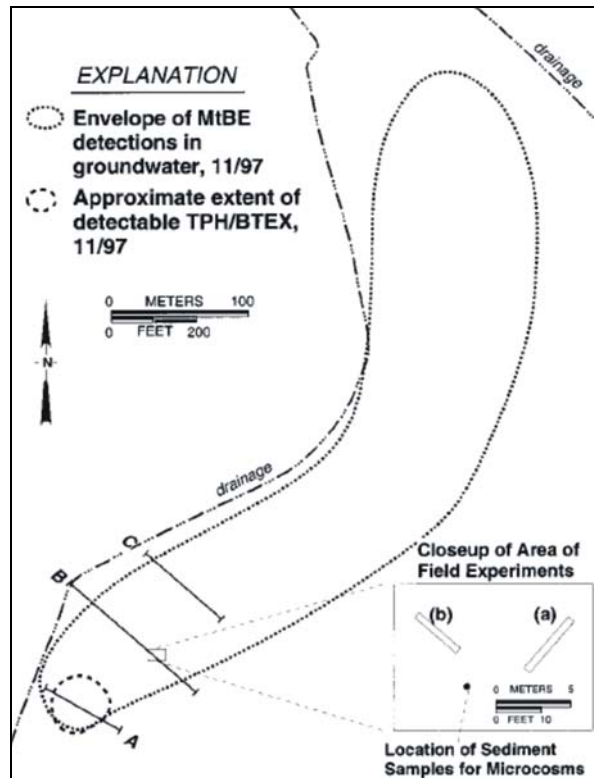 drainage
EXPLANATION
Envelope of MtBE
detections in
groundwater, 11/97
Approximate extent of
detectable TPH/BTEX,
11/97
0 METERS 100
0 FEET 200
N
drainage
C
B
A
Closeup of Area of
Field Experiments
(b) (a)
0 METERS 5
0 FEET 10
Location of Sediment
Samples for Microcosms